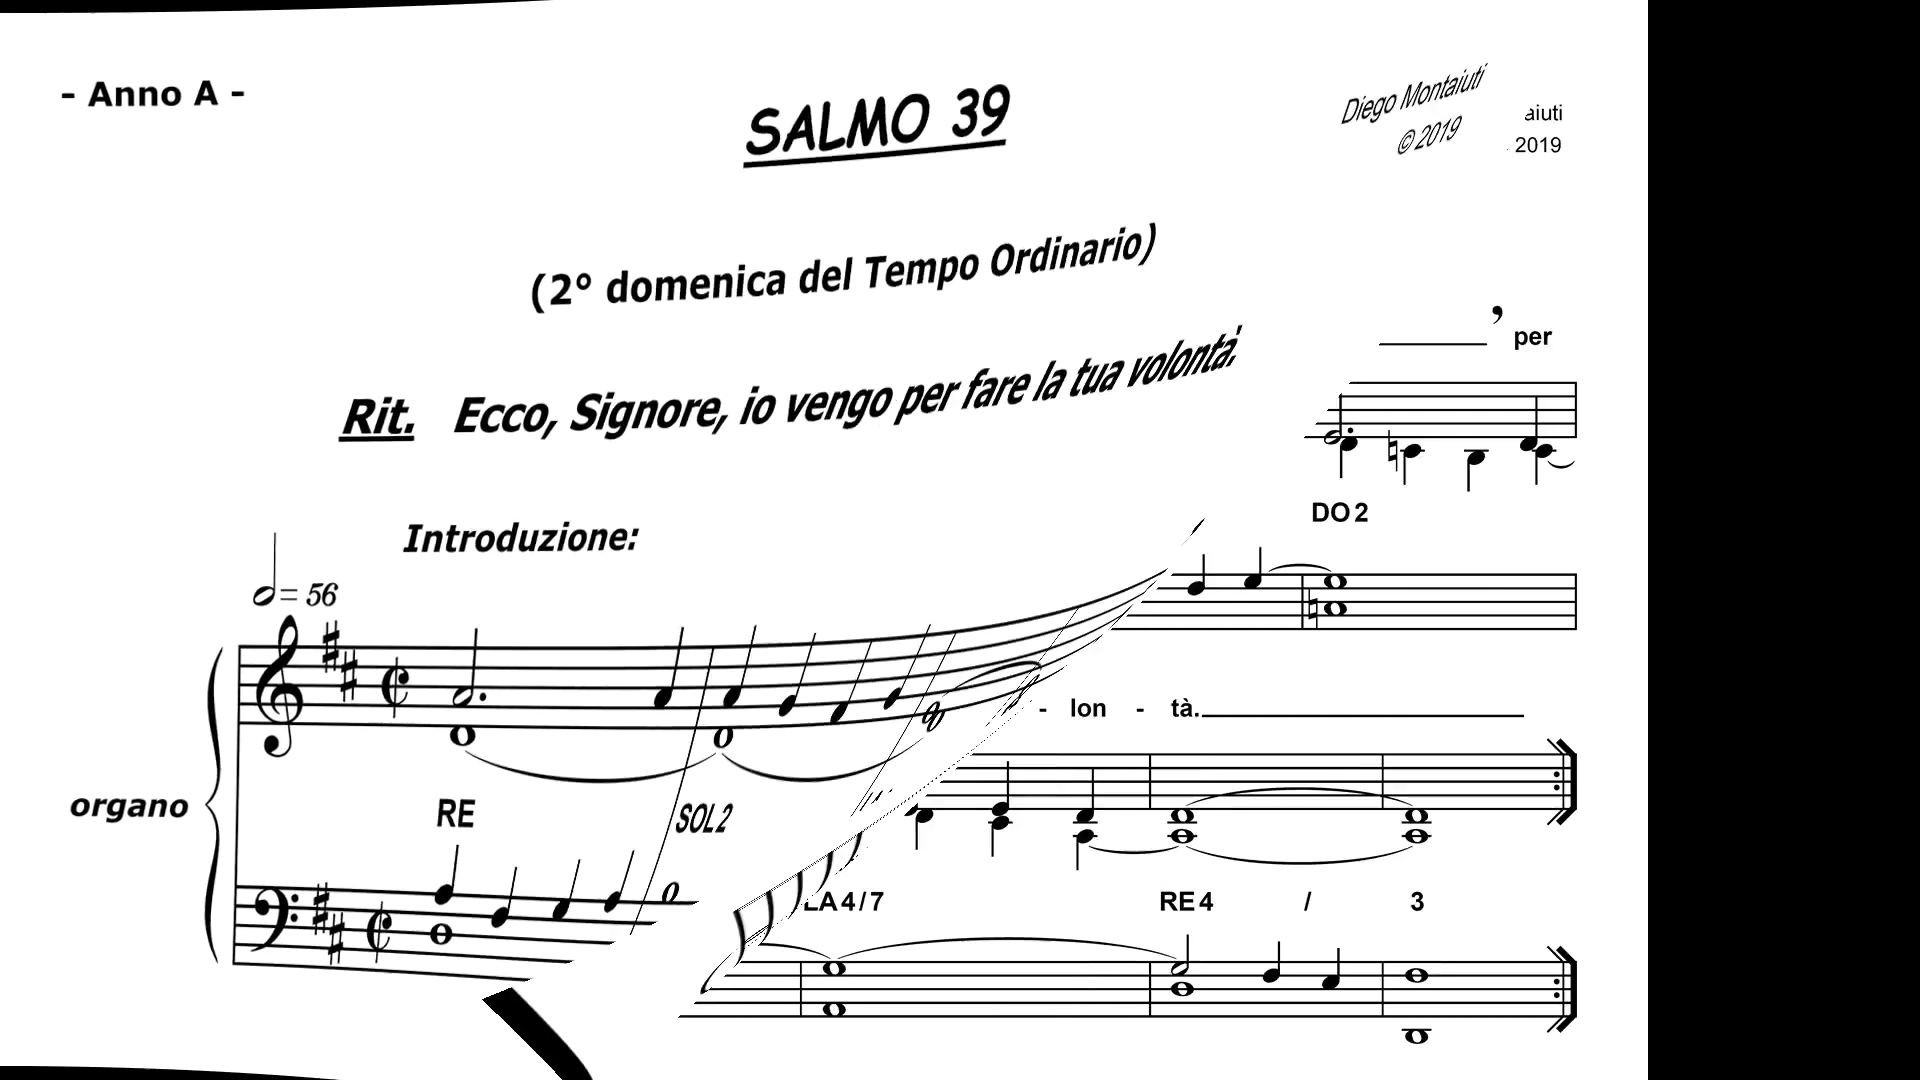 - Anno A -
SALMO 39
Diego Montaiuti
© 2019
aiuti
2019
(2° domenica del Tempo Ordinario)
Rit. Ecco, Signore, io vengo per fare la tua volontà.
per
DO 2
Introduzione:
= 56
- lon - tà.
organo
RE SOL2
LA 4/7 RE 4 / 3